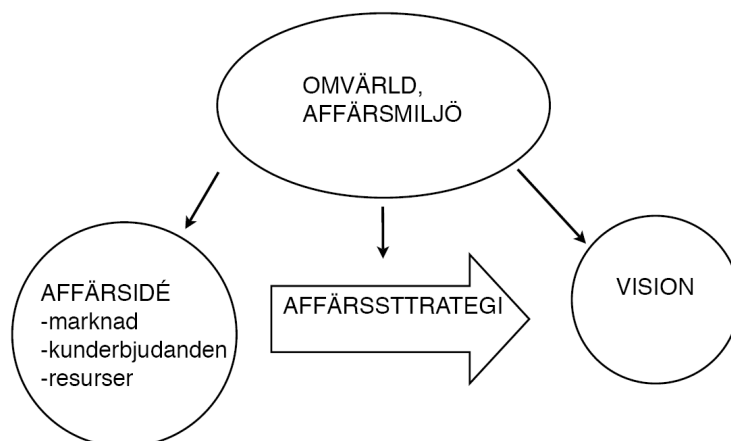 OMVÄRLD,
AFFÄRSMILJÖ
AFFÄRSIDÉ
-marknad
-kunderbjudanden
-resurser
AFFÄRSSTTRATEGI
VISION